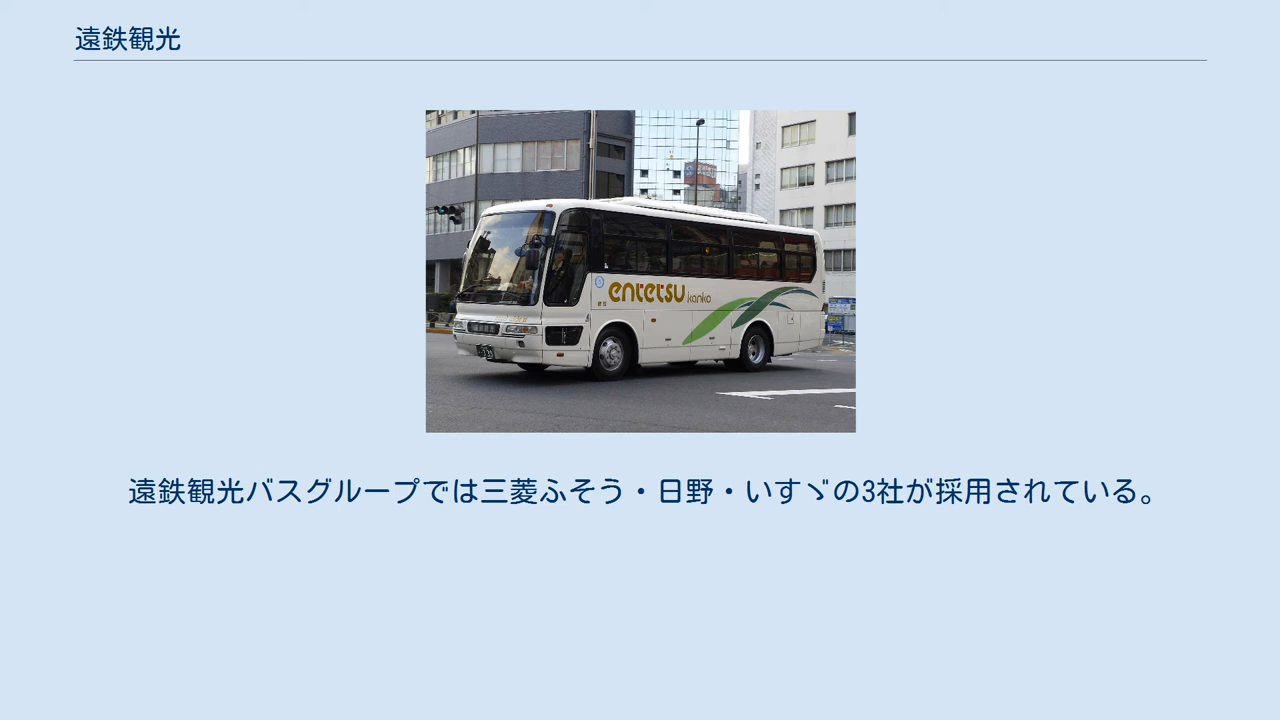 遠鉄観光
entetsu kanko
遠鉄観光バスグループでは三菱ふそう・日野・いすゞの3社が採用されている。